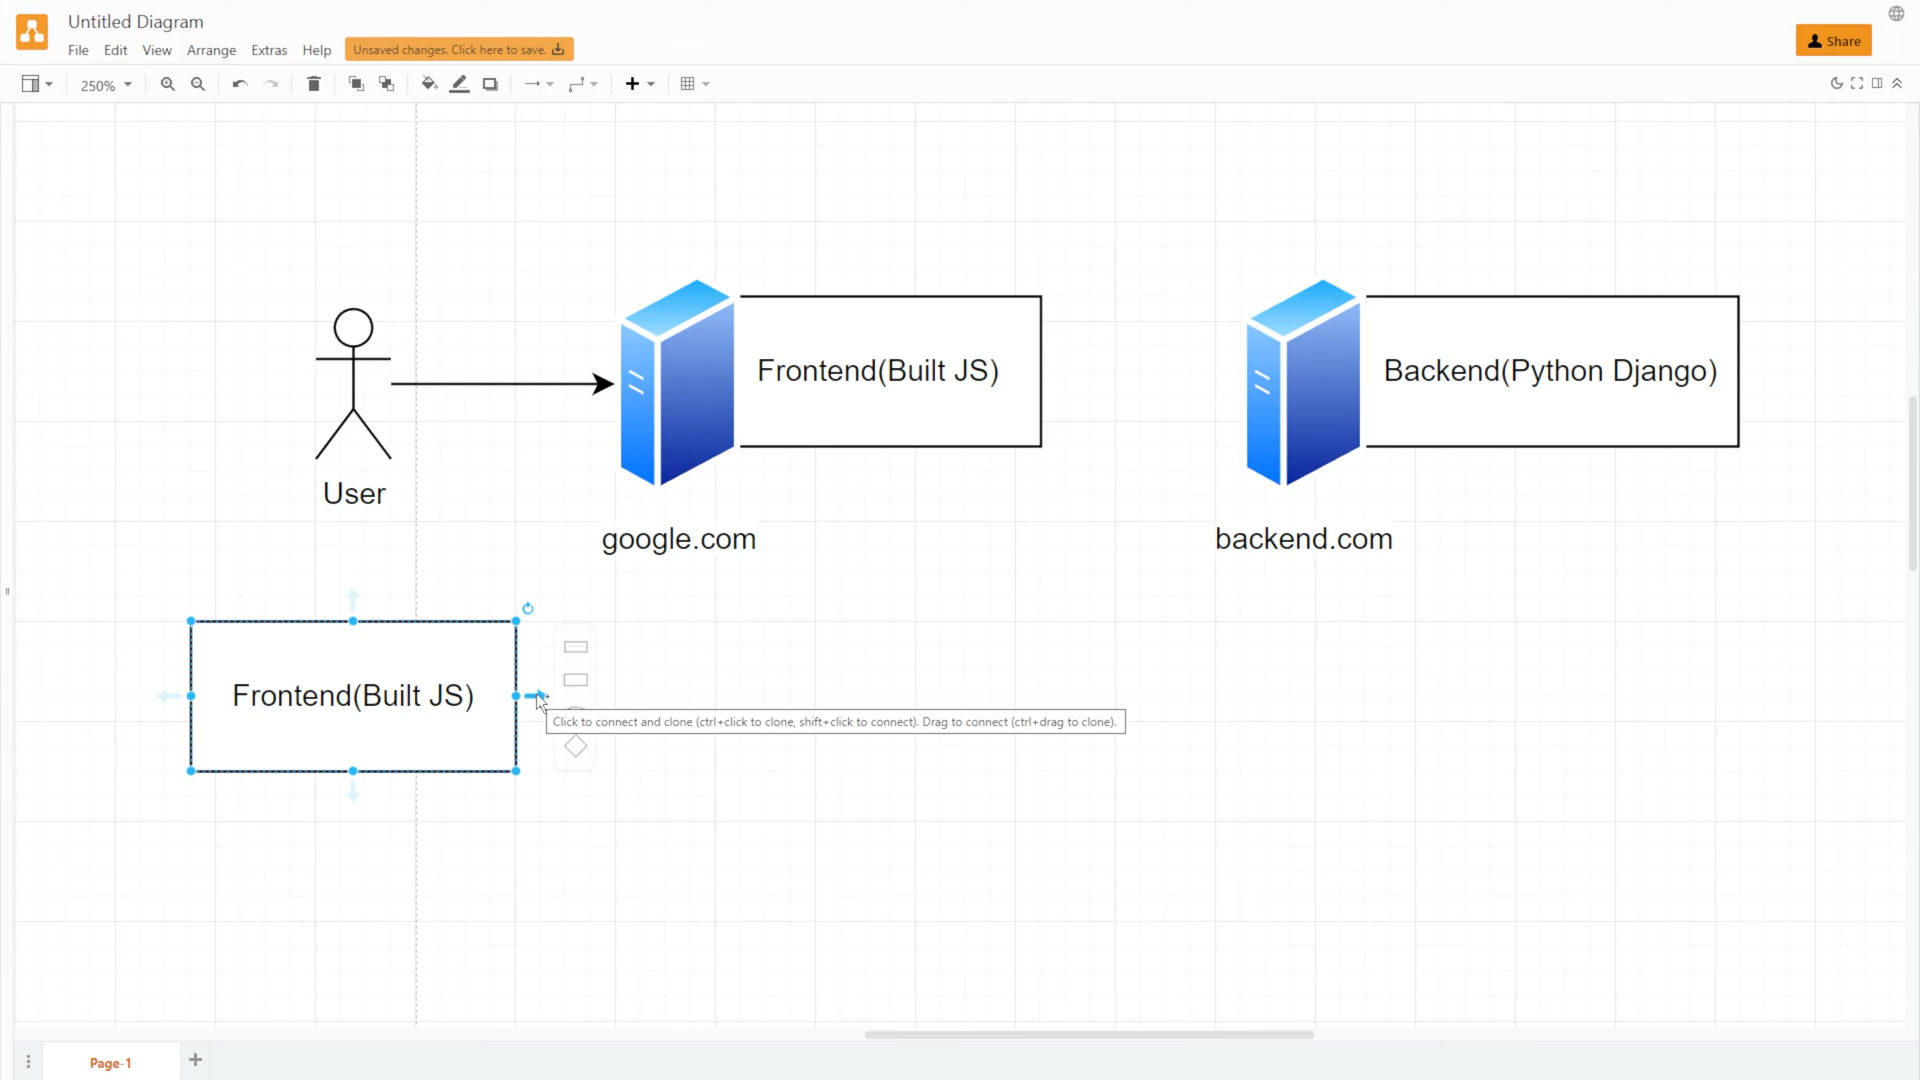 Untitled Diagram
File Edit View Arrange Extras Help Unsaved changes. Click here to save.
Share
250%
Frontend(Built JS)
Backend(Python Django)
User
google.com
backend.com
Frontend(Built JS)
Click to connect and clone (ctrl+click to clone, shift+click to connect). Drag to connect (ctrl+drag to clone).
Page-1